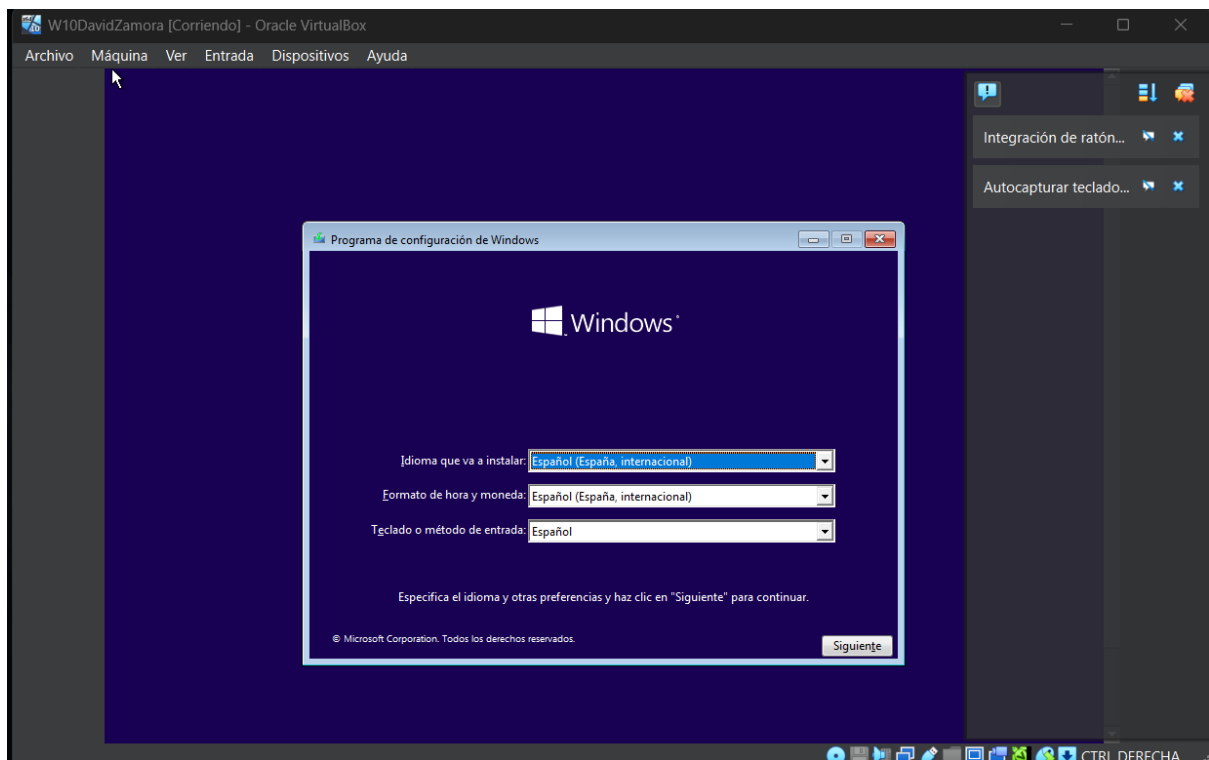 W10DavidZamora [Corriendo] - Oracle VirtualBox
Archivo Máquina Ver Entrada Dispositivos Ayuda
Integración de ratón...
Autocapturar teclado...
Programa de configuración de Windows
Windows
Idioma que va a instalar: Español (España, internacional)
Formato de hora y moneda: Español (España, internacional)
Teclado o método de entrada: Español
Especifica el idioma y otras preferencias y haz clic en "Siguiente" para continuar.
© Microsoft Corporation. Todos los derechos reservados.
Siguiente
CTRL DERECHA